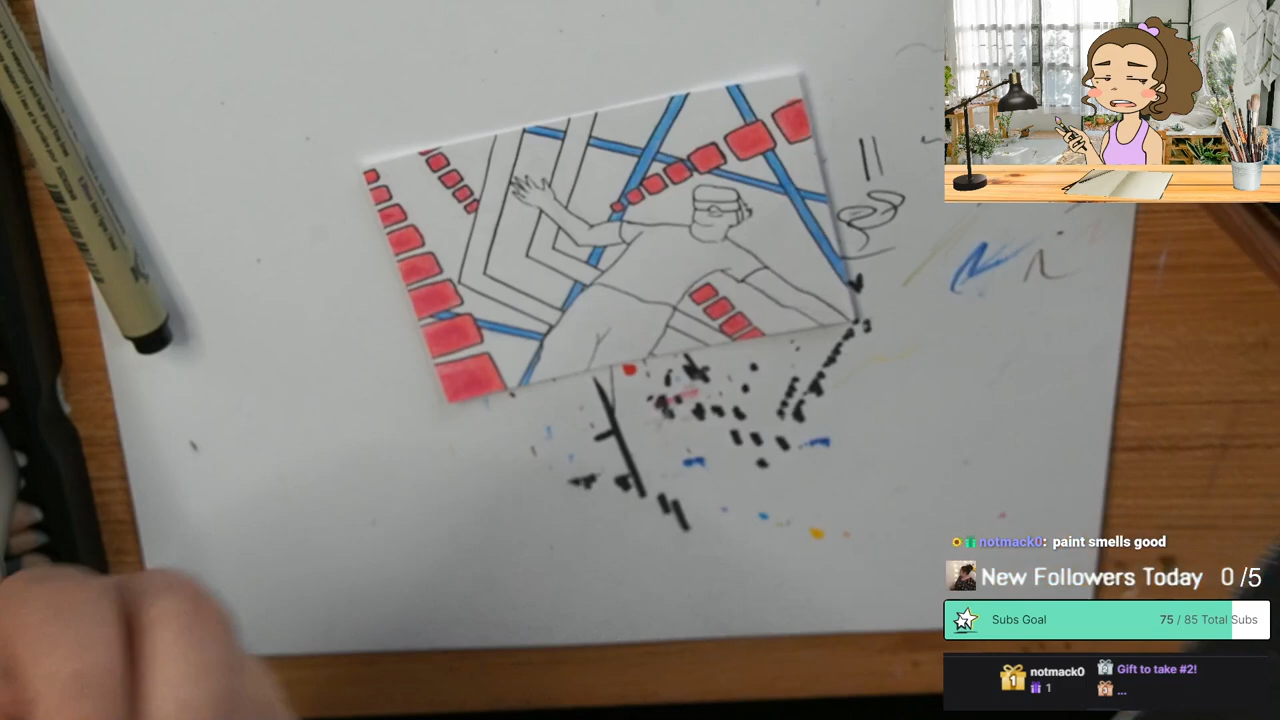 notmack0: paint smells good
New Followers Today 0 /5
Subs Goal 75 / 85 Total Subs
1 notmack0 Gift to take #2!
1 ...